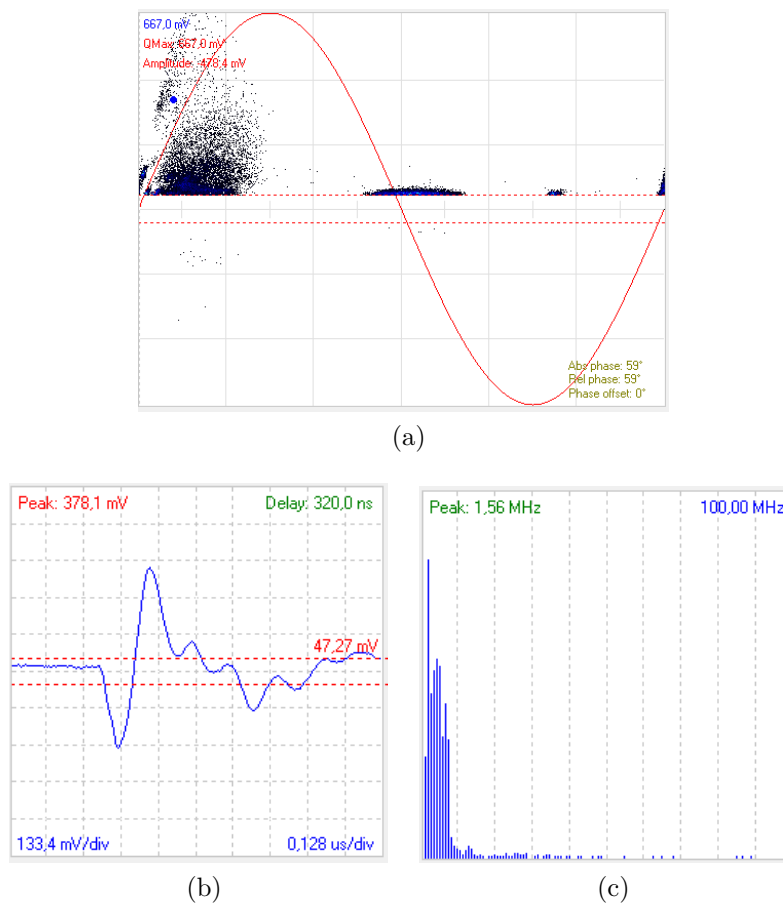 667,0 mV
QMax: 667,0 mV
Amplitude: 478,4 mV
Abs phase: 59°
Rel phase: 59°
Phase offset: 0°
(a)
Peak: 378,1 mV
Delay: 320,0 ns
47,27 mV
133,4 mV/div
0,128 us/div
(b)
Peak: 1,56 MHz
100,00 MHz
(c)